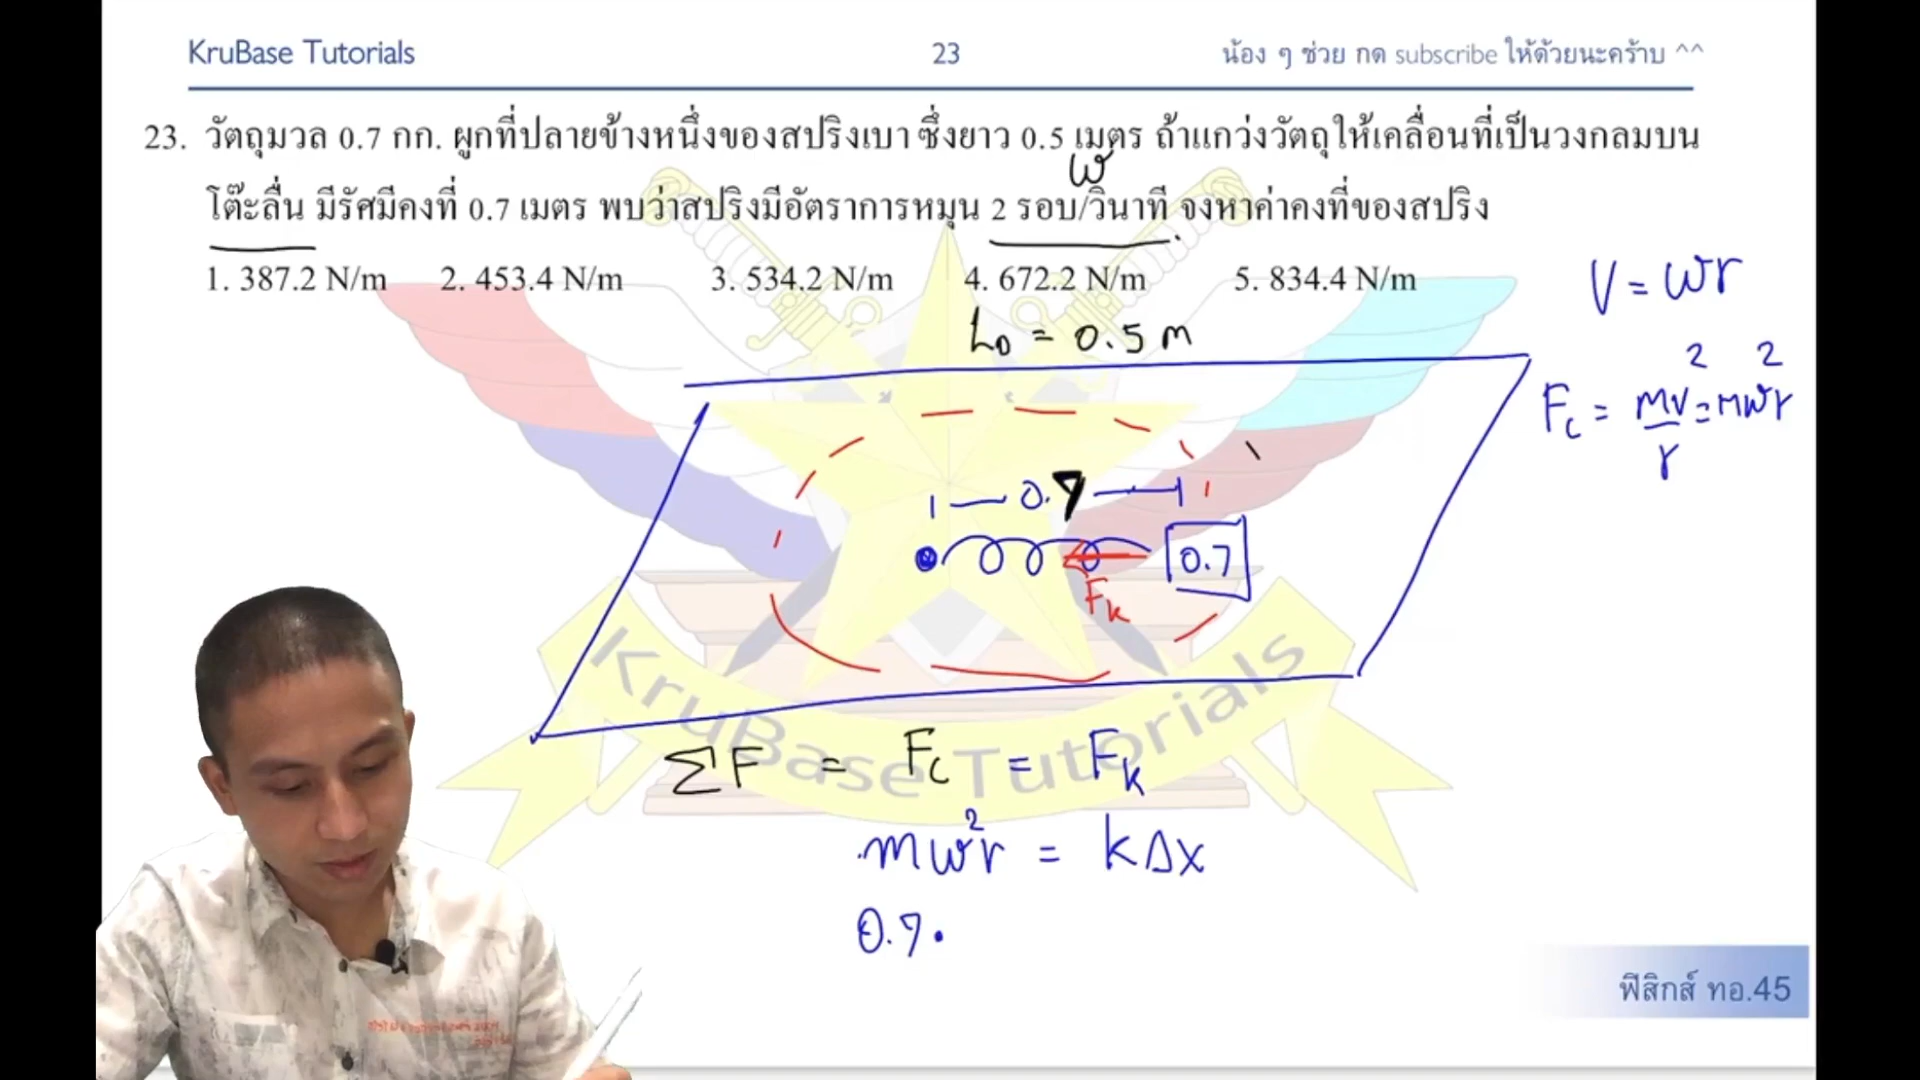 KruBase Tutorials 23 น้อง ๆ ช่วย กด subscribe ให้ด้วยนะคร้าบ ^^
23. วัตถุมวล 0.7 กก. ผูกที่ปลายข้างหนึ่งของสปริงเบา ซึ่งยาว 0.5 เมตร ถ้าแกว่งวัตถุให้เคลื่อนที่เป็นวงกลมบน
ω
โต๊ะลื่น มีรัศมีคงที่ 0.7 เมตร พบว่าสปริงมีอัตราการหมุน 2 รอบ/วินาที จงหาค่าคงที่ของสปริง
1. 387.2 N/m 2. 453.4 N/m 3. 534.2 N/m 4. 672.2 N/m 5. 834.4 N/m
V = ωr
L₀ = 0.5 m
Fc = mv²/r = mω²r
0.7
0.7
Fk
KruBase Tutorials
ΣF = Fc = Fk
mω²r = kΔx
0.7·
ฟิสิกส์ ทอ.45